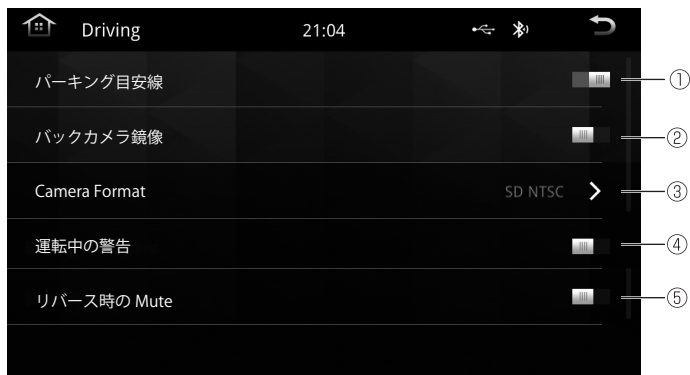 Driving 21:04
パーキング目安線 ①
バックカメラ鏡像 ②
Camera Format SD NTSC ③
運転中の警告 ④
リバース時の Mute ⑤